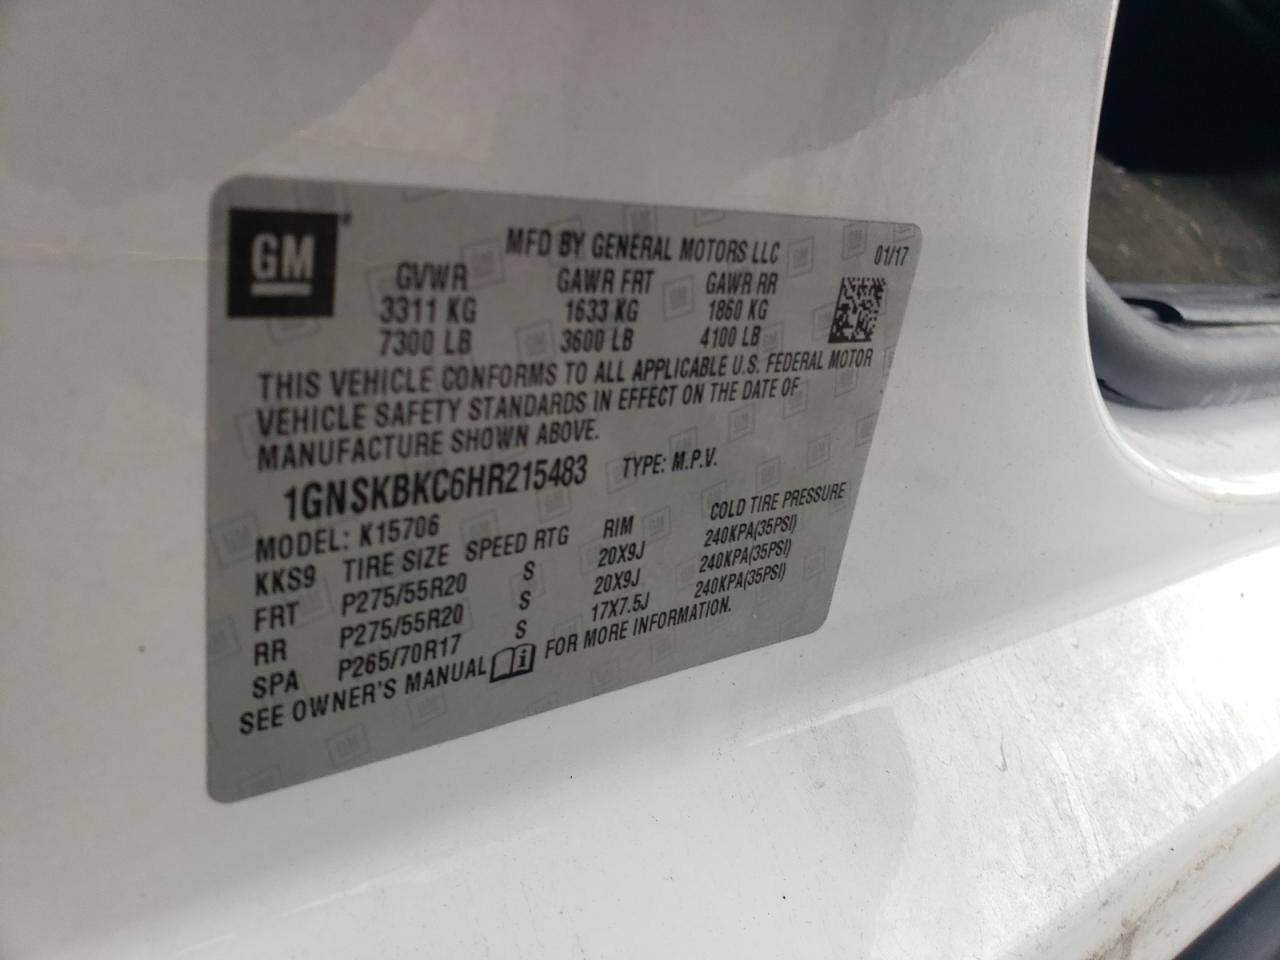 GM
MFD BY GENERAL MOTORS LLC 01/17
GVWR GAWR FRT GAWR RR
3311 KG 1633 KG 1860 KG
7300 LB 3600 LB 4100 LB
THIS VEHICLE CONFORMS TO ALL APPLICABLE U.S. FEDERAL MOTOR
VEHICLE SAFETY STANDARDS IN EFFECT ON THE DATE OF
MANUFACTURE SHOWN ABOVE.
1GNSKBKC6HR215483 TYPE: M.P.V.
MODEL: K15706
KKS9 TIRE SIZE SPEED RTG RIM COLD TIRE PRESSURE
FRT P275/55R20 S 20X9J 240KPA(35PSI)
RR P275/55R20 S 20X9J 240KPA(35PSI)
SPA P265/70R17 S 17X7.5J 240KPA(35PSI)
SEE OWNER'S MANUAL FOR MORE INFORMATION.